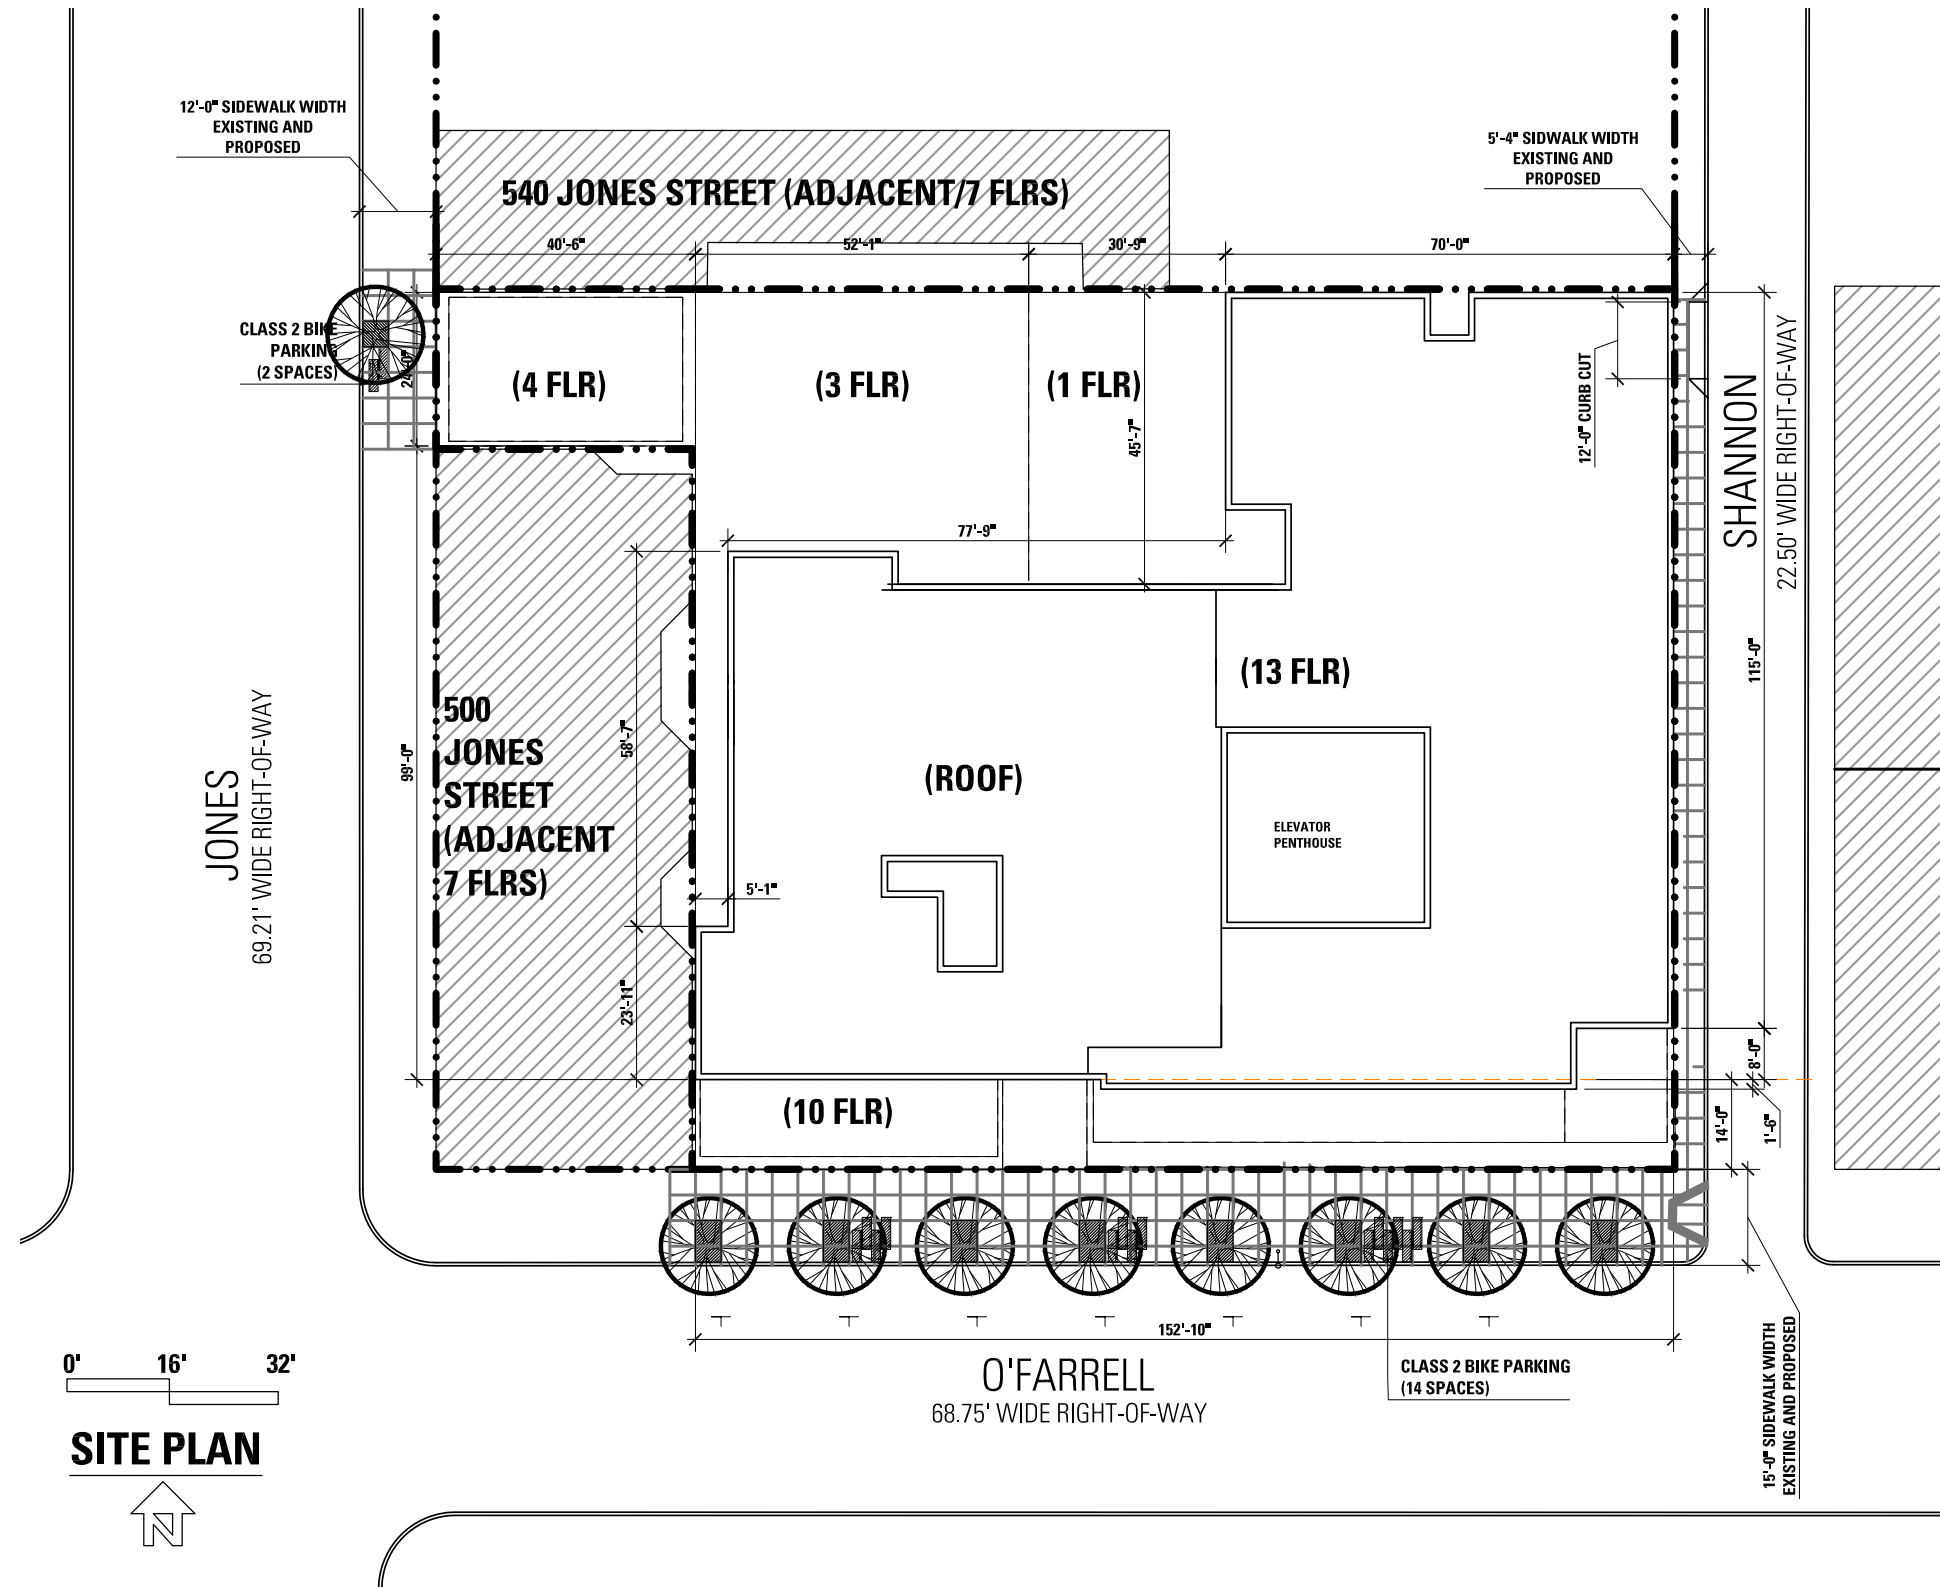 12'-0" SIDEWALK WIDTH
EXISTING AND
PROPOSED
5'-4" SIDWALK WIDTH
EXISTING AND
PROPOSED
540 JONES STREET (ADJACENT/7 FLRS)
40'-6"
52'-1"
30'-9"
70'-0"
CLASS 2 BIKE
PARKING
(2 SPACES)
24'-0"
(4 FLR)
(3 FLR)
(1 FLR)
45'-7"
12'-0" CURB CUT
SHANNON
22.50' WIDE RIGHT-OF-WAY
77'-9"
(13 FLR)
115'-0"
58'-7"
99'-0"
500
JONES
STREET
(ADJACENT
7 FLRS)
JONES
69.21' WIDE RIGHT-OF-WAY
(ROOF)
ELEVATOR
PENTHOUSE
5'-1"
23'-11"
8'-0"
(10 FLR)
14'-0"
1'-6"
152'-10"
O'FARRELL
68.75' WIDE RIGHT-OF-WAY
CLASS 2 BIKE PARKING
(14 SPACES)
15'-0" SIDEWALK WIDTH
EXISTING AND PROPOSED
0' 16' 32'
SITE PLAN
N